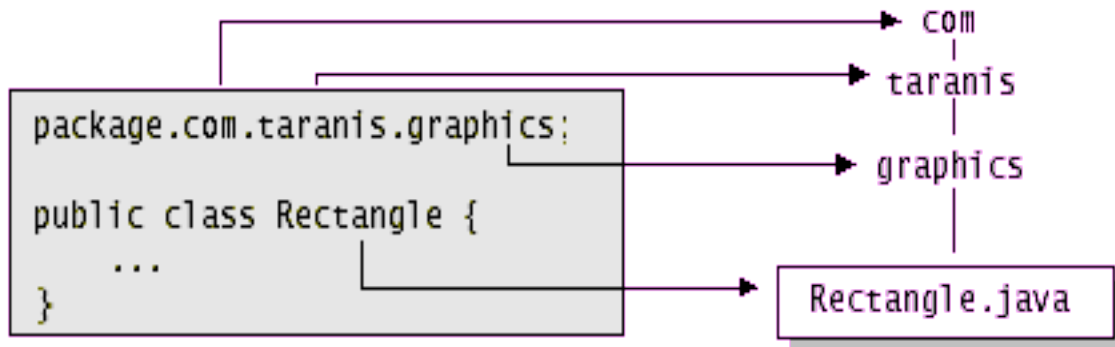 package.com.taranis.graphics;
public class Rectangle {
...
}
com
taranis
graphics
Rectangle.java